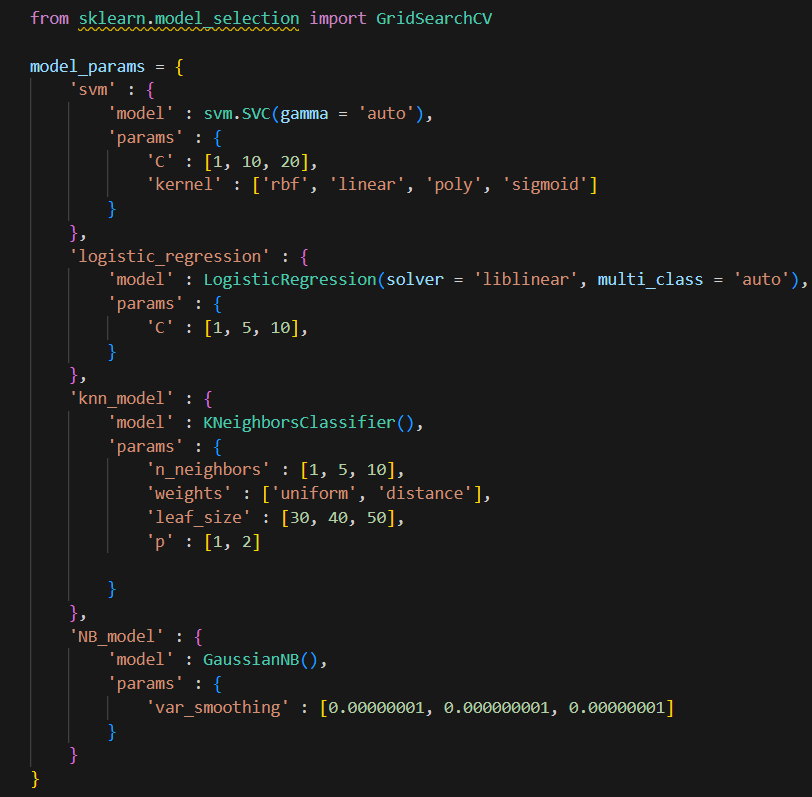 from sklearn.model_selection import GridSearchCV
model_params = {
'svm' : {
'model' : svm.SVC(gamma = 'auto'),
'params' : {
'C' : [1, 10, 20],
'kernel' : ['rbf', 'linear', 'poly', 'sigmoid']
}
},
'logistic_regression' : {
'model' : LogisticRegression(solver = 'liblinear', multi_class = 'auto'),
'params' : {
'C' : [1, 5, 10],
}
},
'knn_model' : {
'model' : KNeighborsClassifier(),
'params' : {
'n_neighbors' : [1, 5, 10],
'weights' : ['uniform', 'distance'],
'leaf_size' : [30, 40, 50],
'p' : [1, 2]
}
},
'NB_model' : {
'model' : GaussianNB(),
'params' : {
'var_smoothing' : [0.00000001, 0.000000001, 0.00000001]
}
}
}